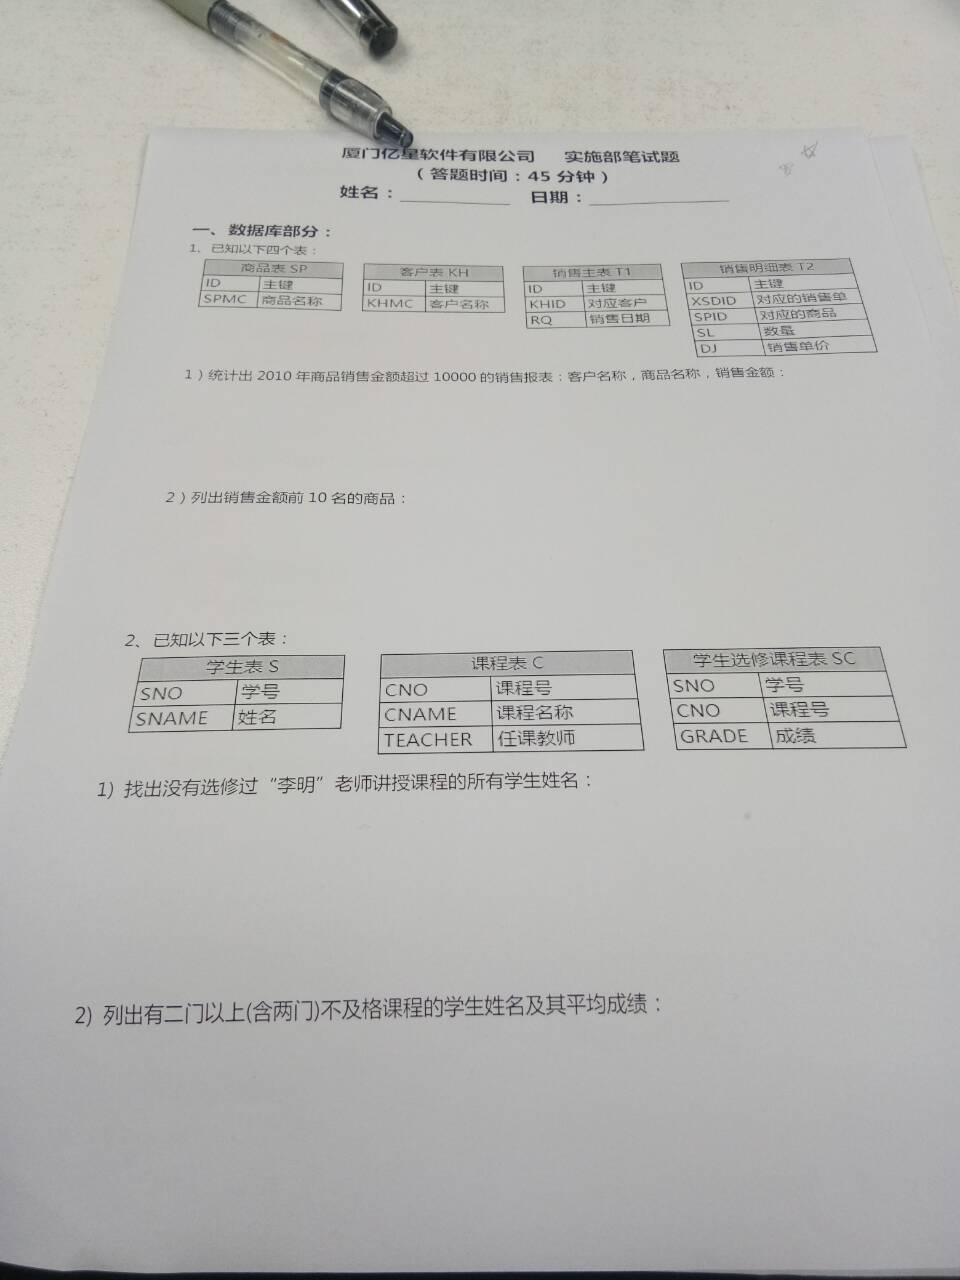 厦门亿星软件有限公司 实施部笔试题
（答题时间：45 分钟）
姓名：__________ 日期：____________
一、数据库部分：
1、已知以下四个表：
商品表 SP
ID 主键
SPMC 商品名称
客户表 KH
ID 主键
KHMC 客户名称
销售主表 T1
ID 主键
KHID 对应客户
RQ 销售日期
销售明细表 T2
ID 主键
XSDID 对应的销售单
SPID 对应的商品
SL 数量
DJ 销售单价
1）统计出 2010 年商品销售金额超过 10000 的销售报表：客户名称，商品名称，销售金额：
2）列出销售金额前 10 名的商品：
2、已知以下三个表：
学生表 S
SNO 学号
SNAME 姓名
课程表 C
CNO 课程号
CNAME 课程名称
TEACHER 任课教师
学生选修课程表 SC
SNO 学号
CNO 课程号
GRADE 成绩
1) 找出没有选修过“李明”老师讲授课程的所有学生姓名：
2) 列出有二门以上(含两门)不及格课程的学生姓名及其平均成绩：